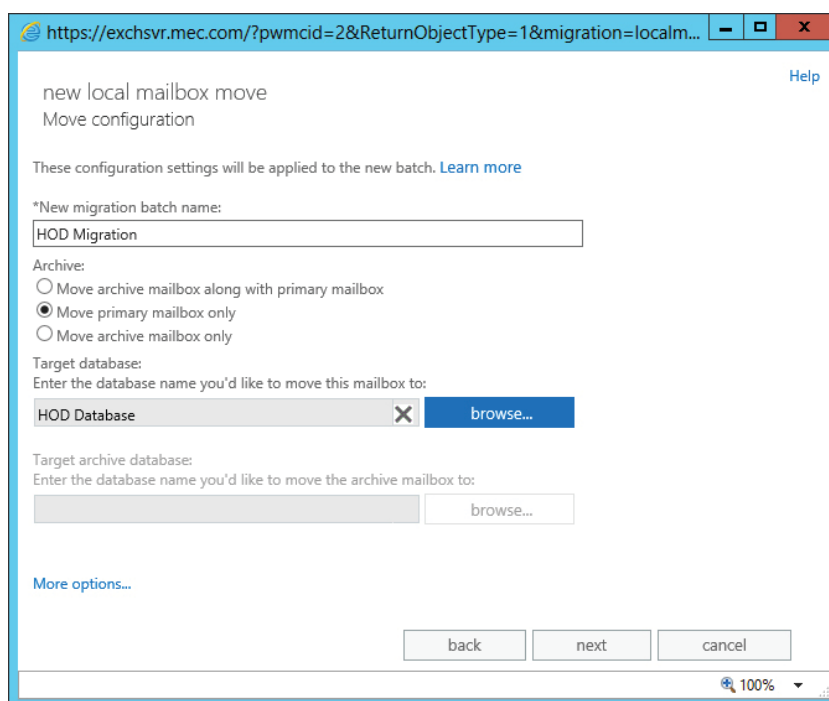 https://exchsvr.mec.com/?pwmcid=2&ReturnObjectType=1&migration=localm...
Help
new local mailbox move
Move configuration
These configuration settings will be applied to the new batch. Learn more
*New migration batch name:
HOD Migration
Archive:
Move archive mailbox along with primary mailbox
Move primary mailbox only
Move archive mailbox only
Target database:
Enter the database name you'd like to move this mailbox to:
HOD Database browse...
Target archive database:
Enter the database name you'd like to move the archive mailbox to:
browse...
More options...
back next cancel
100%